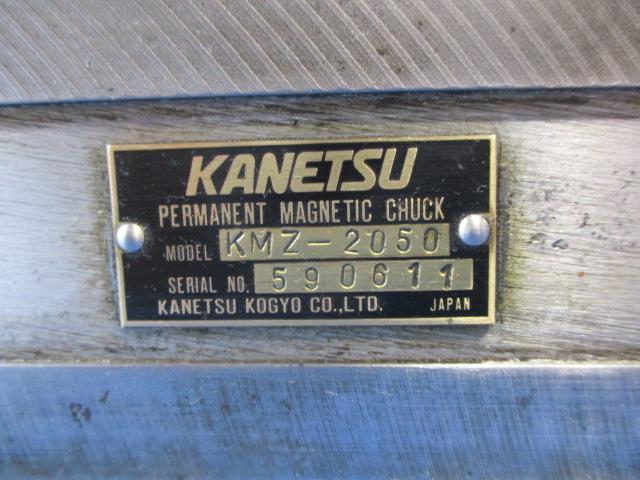 KANETSU
PERMANENT MAGNETIC CHUCK
MODEL KMZ-2050
SERIAL NO. 590611
KANETSU KOGYO CO.,LTD. JAPAN